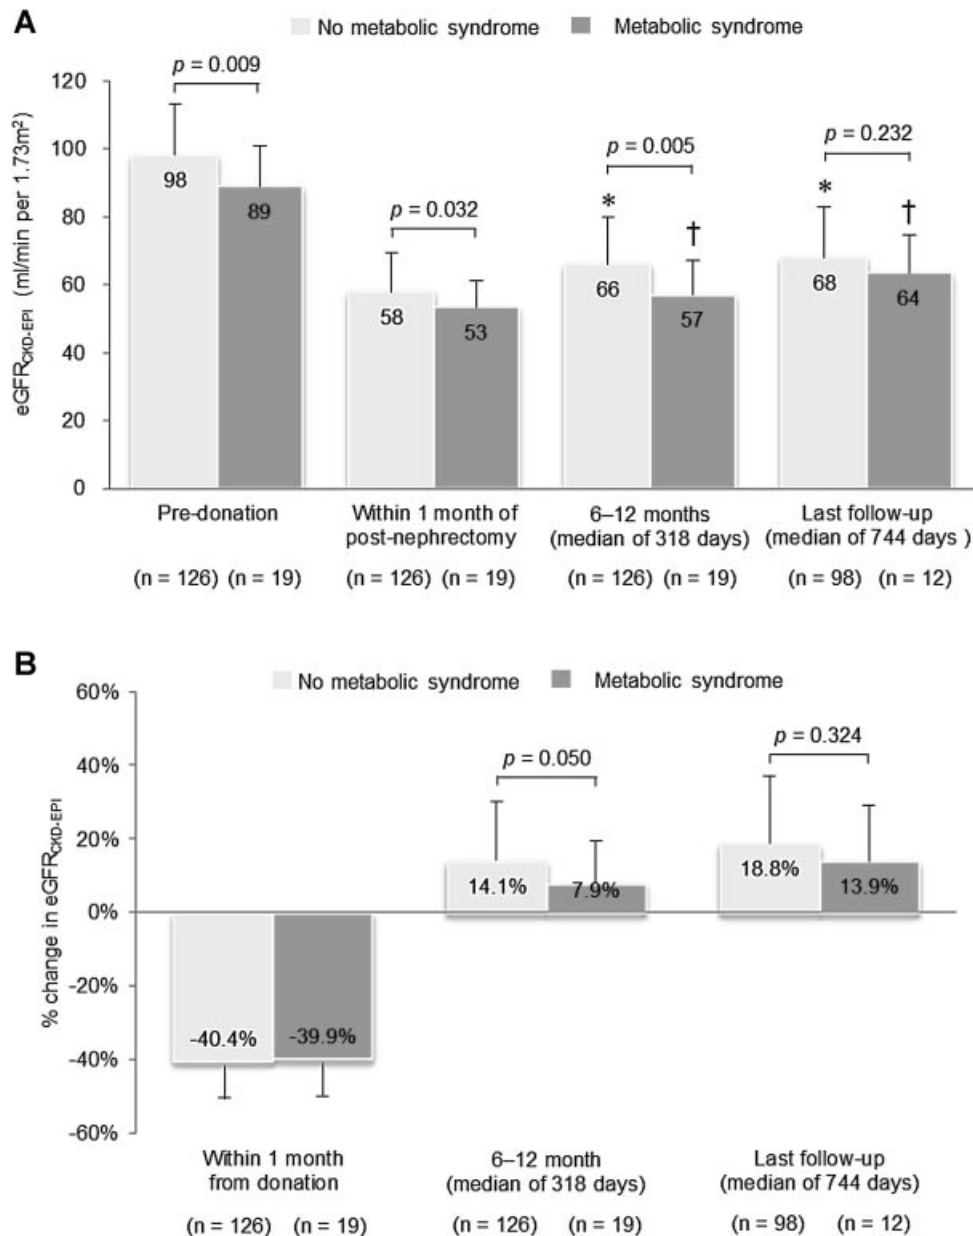 A
No metabolic syndrome Metabolic syndrome
p = 0.009
p = 0.032
p = 0.005
p = 0.232
* † * †
eGFRCKD-EPI (ml/min per 1.73m²)
120
100
80
60
40
20
0
98 89 58 53 66 57 68 64
Pre-donation
Within 1 month of
post-nephrectomy
6–12 months
(median of 318 days)
Last follow-up
(median of 744 days )
(n = 126) (n = 19) (n = 126) (n = 19) (n = 126) (n = 19) (n = 98) (n = 12)
B
No metabolic syndrome Metabolic syndrome
p = 0.050
p = 0.324
% change in eGFRCKD-EPI
60%
40%
20%
0%
-20%
-40%
-60%
-40.4% -39.9% 14.1% 7.9% 18.8% 13.9%
Within 1 month
from donation
6–12 month
(median of 318 days)
Last follow-up
(median of 744 days)
(n = 126) (n = 19) (n = 126) (n = 19) (n = 98) (n = 12)